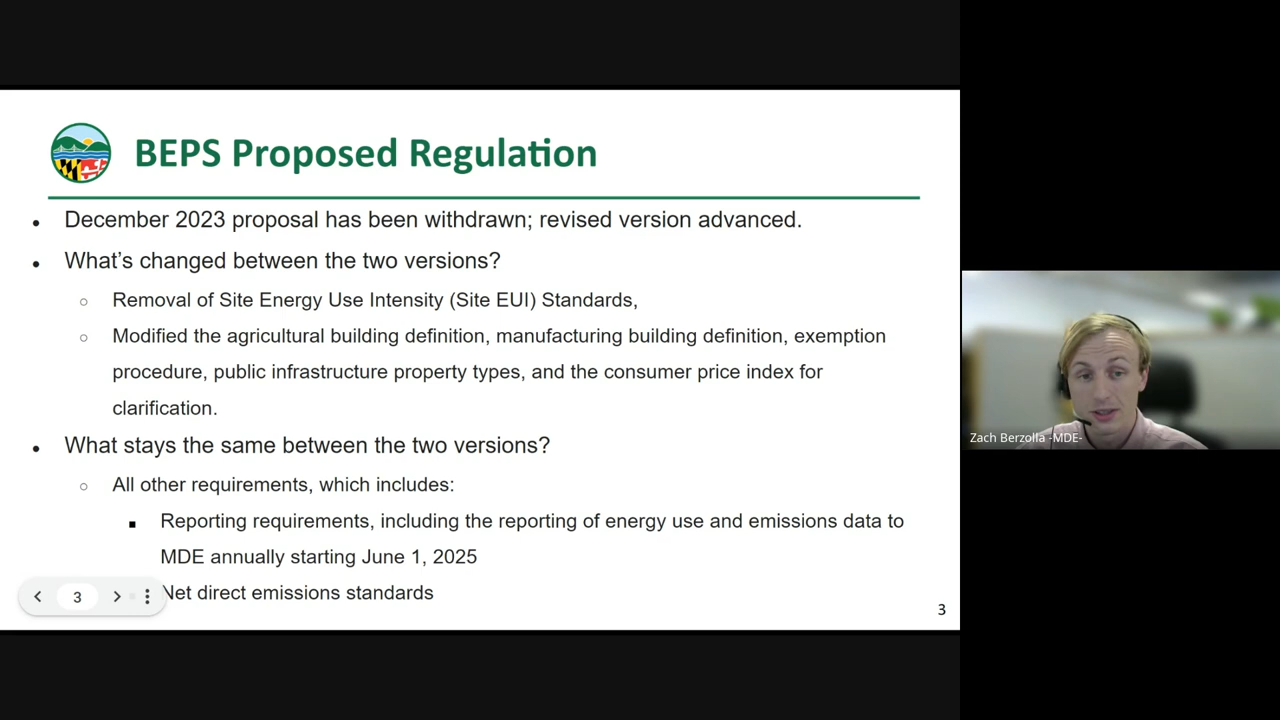 BEPS Proposed Regulation
December 2023 proposal has been withdrawn; revised version advanced.
What's changed between the two versions?
Removal of Site Energy Use Intensity (Site EUI) Standards,
Modified the agricultural building definition, manufacturing building definition, exemption
procedure, public infrastructure property types, and the consumer price index for
clarification.
What stays the same between the two versions?
All other requirements, which includes:
Reporting requirements, including the reporting of energy use and emissions data to
MDE annually starting June 1, 2025
Net direct emissions standards
3
3
Zach Berzolla -MDE-